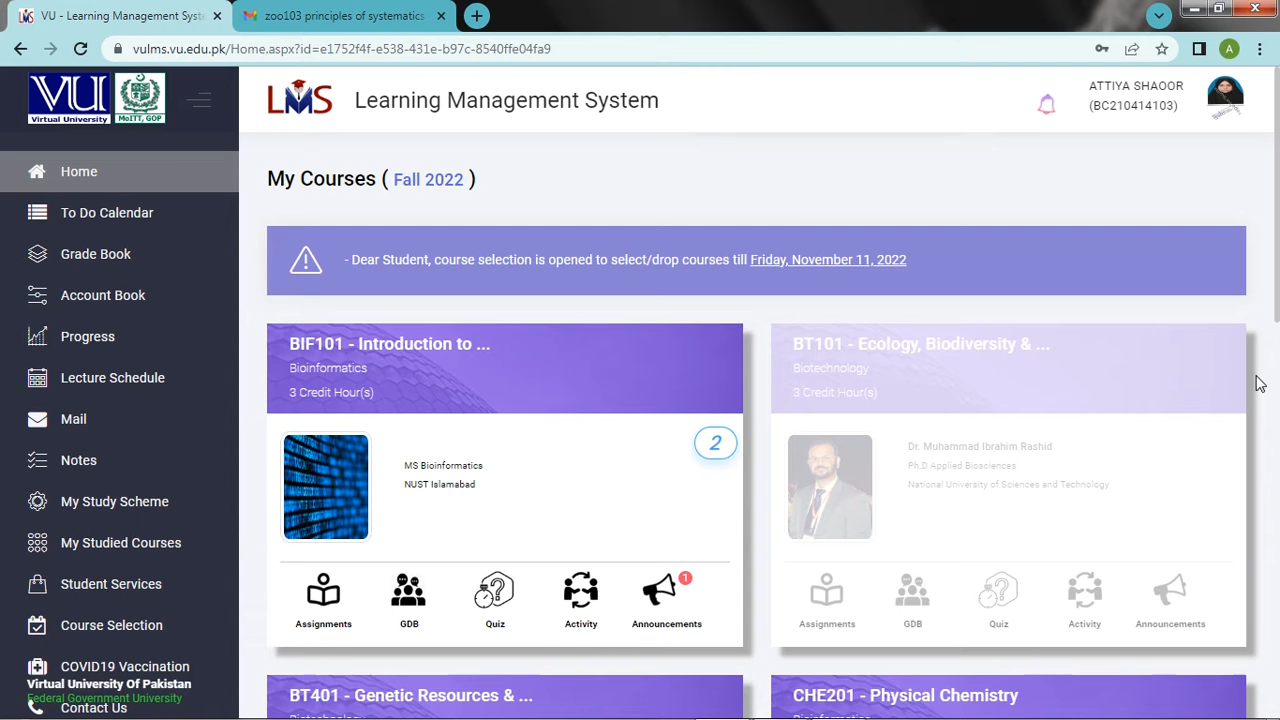 VU - Learning Management Syste
zoo103 principles of systematics
vulms.vu.edu.pk/Home.aspx?id=e1752f4f-e538-431e-b97c-8540ffe04fa9
A
VU
Virtual University
MoITT, GOP
LMS
Learning Management System
ATTIYA SHAOOR
(BC210414103)
Home
To Do Calendar
Grade Book
Account Book
Progress
Lecture Schedule
Mail
Notes
My Study Scheme
My Studied Courses
Student Services
Course Selection
COVID19 Vaccination
Virtual University Of Pakistan
Federal Government University
Contact Us
My Courses ( Fall 2022 )
- Dear Student, course selection is opened to select/drop courses till Friday, November 11, 2022
BIF101 - Introduction to ...
Bioinformatics
3 Credit Hour(s)
2
MS Bioinformatics
NUST Islamabad
Assignments
GDB
Quiz
Activity
1
Announcements
BT101 - Ecology, Biodiversity & ...
Biotechnology
3 Credit Hour(s)
Dr. Muhammad Ibrahim Rashid
Ph.D Applied Biosciences
National University of Sciences and Technology
Assignments
GDB
Quiz
Activity
Announcements
BT401 - Genetic Resources & ...
Biotechnology
CHE201 - Physical Chemistry
Bioinformatics